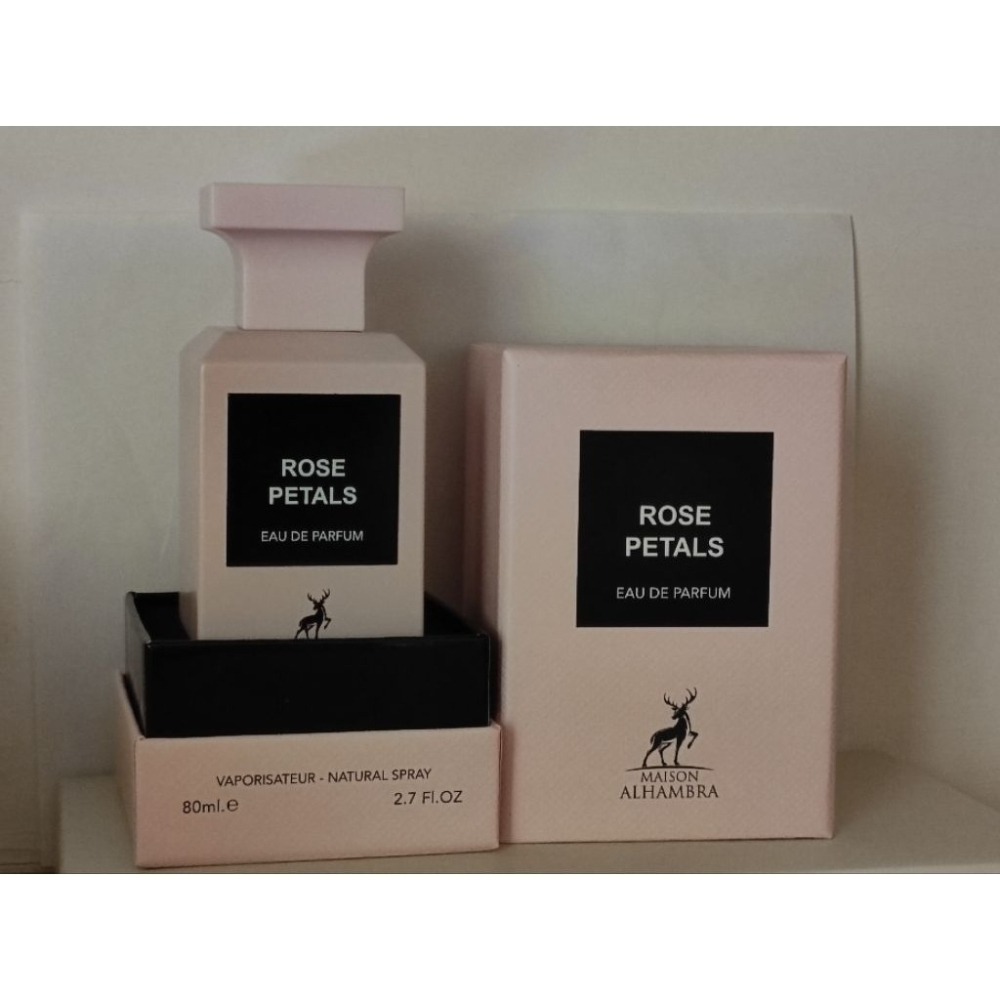 ROSE
PETALS
EAU DE PARFUM
VAPORISATEUR - NATURAL SPRAY
80ml.e
2.7 Fl.OZ
ROSE
PETALS
EAU DE PARFUM
MAISON
ALHAMBRA